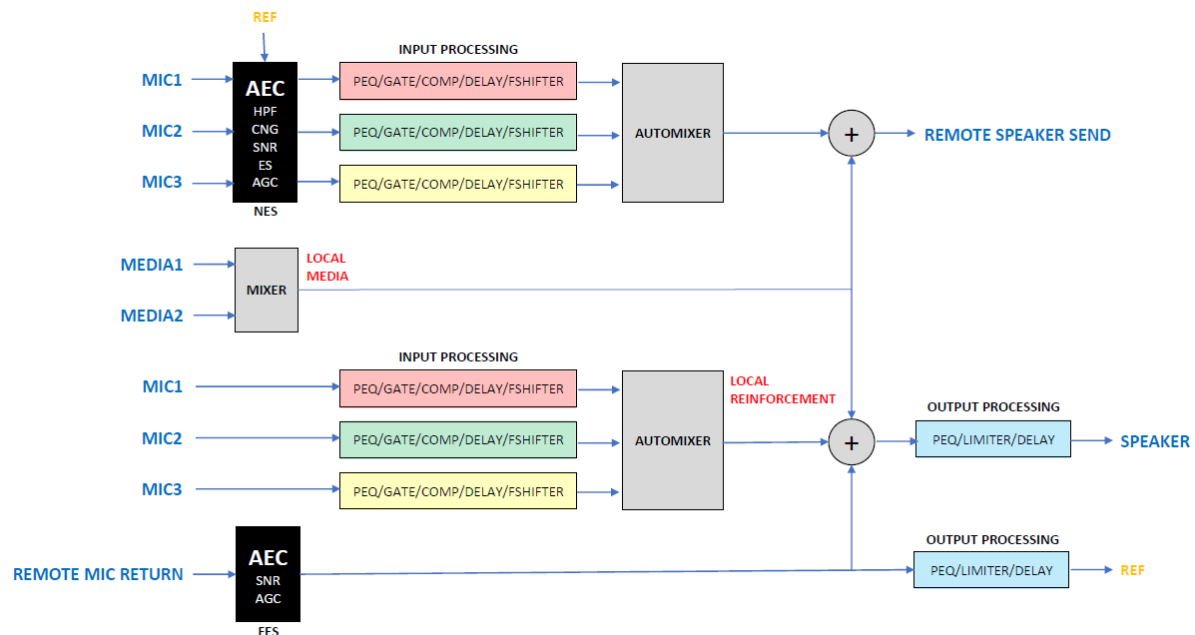 REF
INPUT PROCESSING
MIC1
MIC2
MIC3
AEC
HPF
CNG
SNR
ES
AGC
NES
PEQ/GATE/COMP/DELAY/FSHIFTER
PEQ/GATE/COMP/DELAY/FSHIFTER
PEQ/GATE/COMP/DELAY/FSHIFTER
AUTOMIXER
+
REMOTE SPEAKER SEND
MEDIA1
MEDIA2
MIXER
LOCAL
MEDIA
INPUT PROCESSING
MIC1
MIC2
MIC3
PEQ/GATE/COMP/DELAY/FSHIFTER
PEQ/GATE/COMP/DELAY/FSHIFTER
PEQ/GATE/COMP/DELAY/FSHIFTER
AUTOMIXER
LOCAL
REINFORCEMENT
+
OUTPUT PROCESSING
PEQ/LIMITER/DELAY
SPEAKER
REMOTE MIC RETURN
AEC
SNR
AGC
FES
OUTPUT PROCESSING
PEQ/LIMITER/DELAY
REF